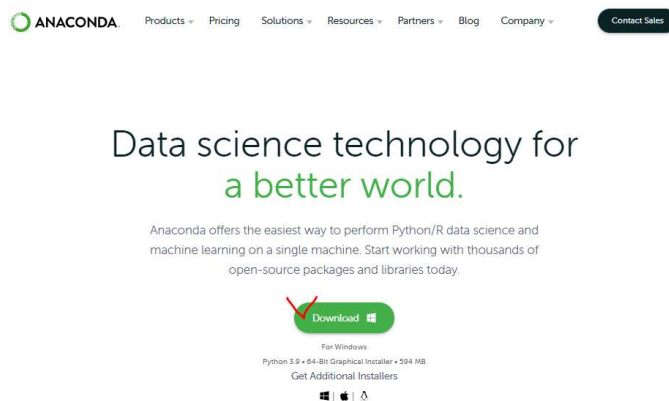 ANACONDA. Products Pricing Solutions Resources Partners Blog Company Contact Sales
Data science technology for
a better world.
Anaconda offers the easiest way to perform Python/R data science and
machine learning on a single machine. Start working with thousands of
open-source packages and libraries today.
Download
For Windows
Python 3.9 • 64-Bit Graphical Installer • 594 MB
Get Additional Installers